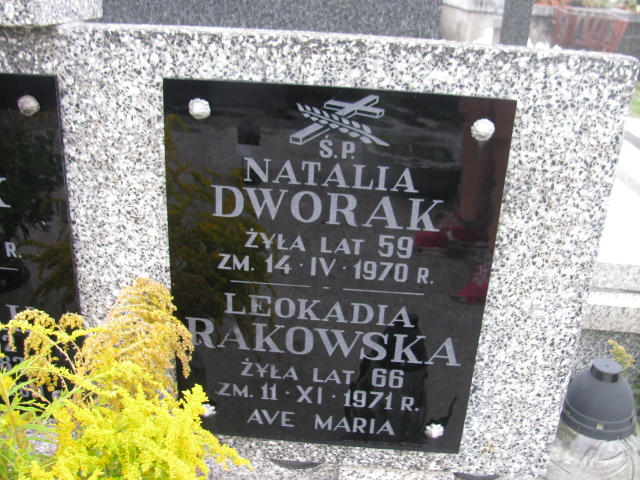 Ś.P.
NATALIA
DWORAK
ŻYŁA LAT 59
ZM. 14·IV·1970 R.
LEOKADIA
RAKOWSKA
ŻYŁA LAT 66
ZM. 11·XI·1971 R.
AVE MARIA